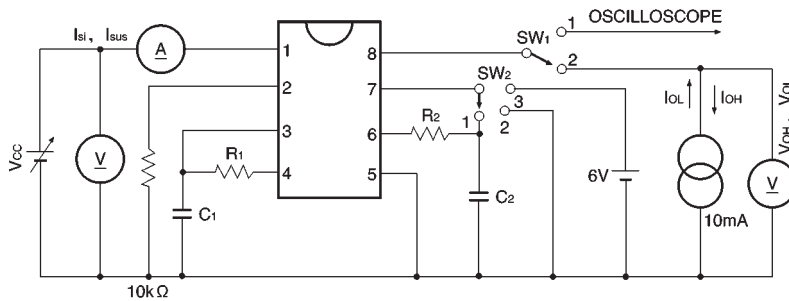 Isi, Isus
A
1
2
3
4
8
7
6
5
SW1
1
OSCILLOSCOPE
2
SW2
1
2
3
R2
R1
C1
C2
VCC
V
10kΩ
6V
IOL
IOH
10mA
V
VOH, VOL